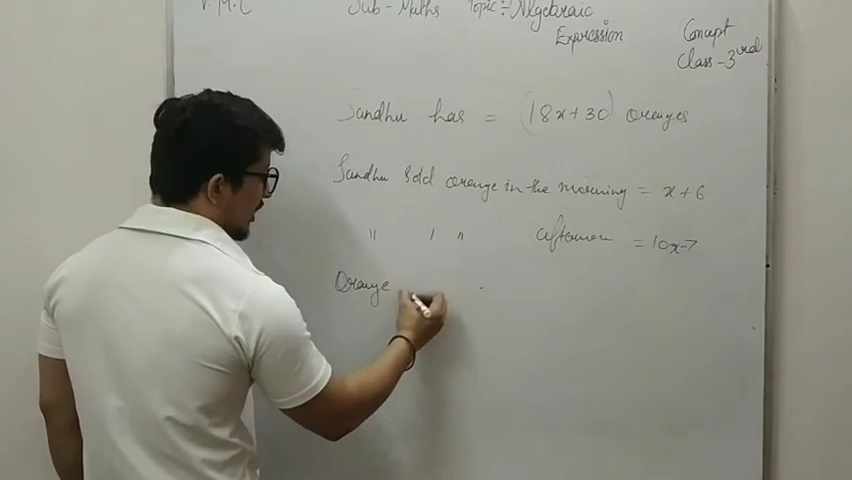 V.M.C Sub - Maths Topic :- Algebraic
Expression
Concept
Class - 3rd
Sandhu has = (18x+30) oranges
Sandhu Sold orange in the morning = x+6
" " " afternoon = 10x-7
Orange